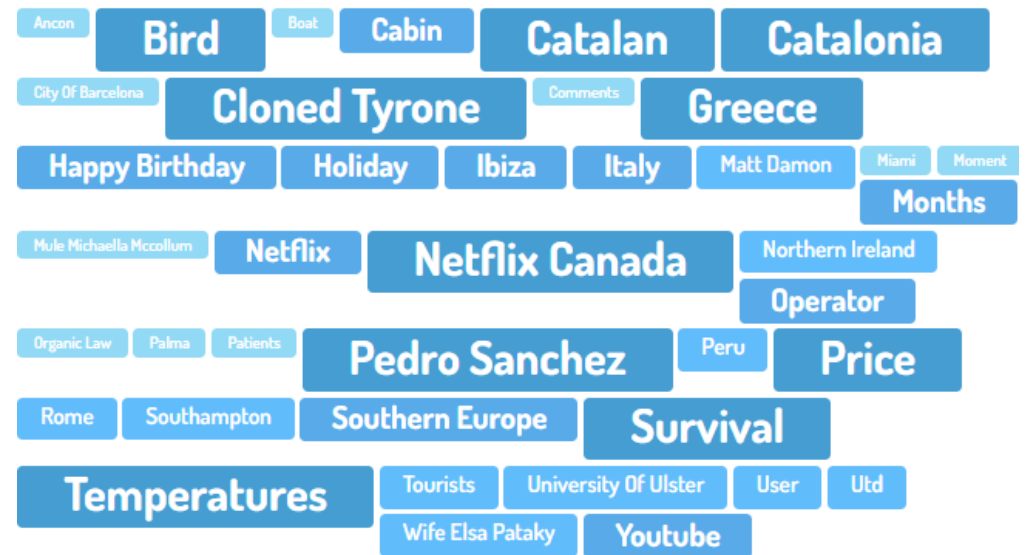 Ancon Bird Boat Cabin Catalan Catalonia
City Of Barcelona Cloned Tyrone Comments Greece
Happy Birthday Holiday Ibiza Italy Matt Damon Miami Moment
Months
Mule Michaella Mccollum Netflix Netflix Canada Northern Ireland
Operator
Organic Law Palma Patients Pedro Sanchez Peru Price
Rome Southampton Southern Europe Survival
Temperatures Tourists University Of Ulster User Utd
Wife Elsa Pataky Youtube